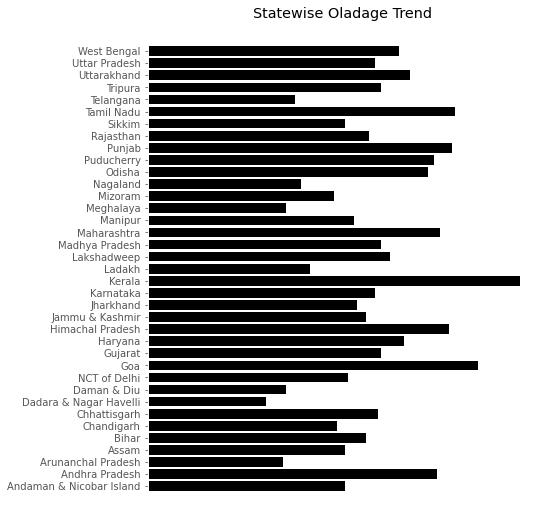 Statewise Oladage Trend
West Bengal
Uttar Pradesh
Uttarakhand
Tripura
Telangana
Tamil Nadu
Sikkim
Rajasthan
Punjab
Puducherry
Odisha
Nagaland
Mizoram
Meghalaya
Manipur
Maharashtra
Madhya Pradesh
Lakshadweep
Ladakh
Kerala
Karnataka
Jharkhand
Jammu & Kashmir
Himachal Pradesh
Haryana
Gujarat
Goa
NCT of Delhi
Daman & Diu
Dadara & Nagar Havelli
Chhattisgarh
Chandigarh
Bihar
Assam
Arunanchal Pradesh
Andhra Pradesh
Andaman & Nicobar Island